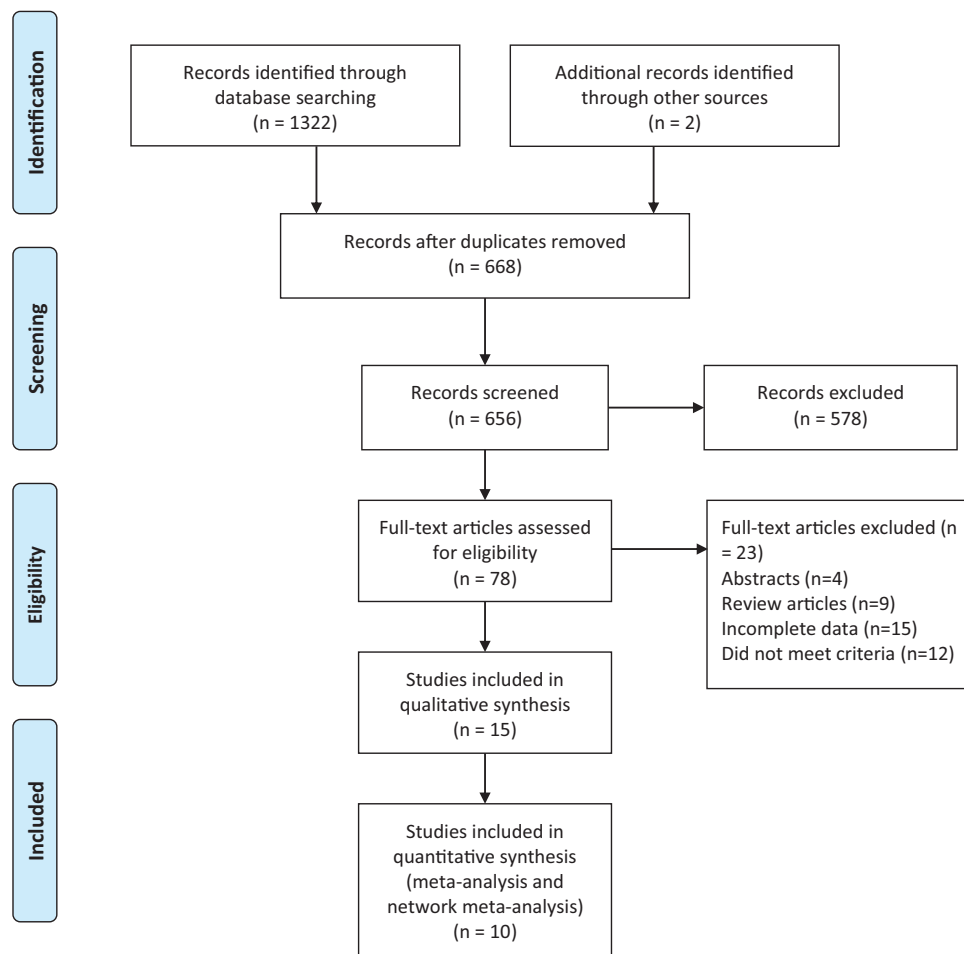 Identification
Records identified through
database searching
(n = 1322)
Additional records identified
through other sources
(n = 2)
Records after duplicates removed
(n = 668)
Screening
Records screened
(n = 656)
Records excluded
(n = 578)
Eligibility
Full-text articles assessed
for eligibility
(n = 78)
Full-text articles excluded (n
= 23)
Abstracts (n=4)
Review articles (n=9)
Incomplete data (n=15)
Did not meet criteria (n=12)
Studies included in
qualitative synthesis
(n = 15)
Included
Studies included in
quantitative synthesis
(meta-analysis and
network meta-analysis)
(n = 10)